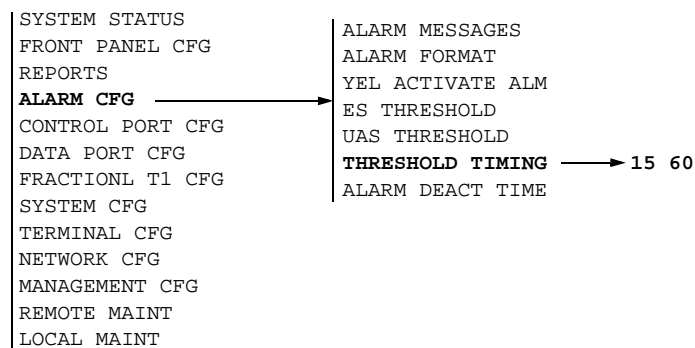 SYSTEM STATUS
FRONT PANEL CFG
REPORTS
ALARM CFG
CONTROL PORT CFG
DATA PORT CFG
FRACTIONL T1 CFG
SYSTEM CFG
TERMINAL CFG
NETWORK CFG
MANAGEMENT CFG
REMOTE MAINT
LOCAL MAINT
ALARM MESSAGES
ALARM FORMAT
YEL ACTIVATE ALM
ES THRESHOLD
UAS THRESHOLD
THRESHOLD TIMING
ALARM DEACT TIME
15 60